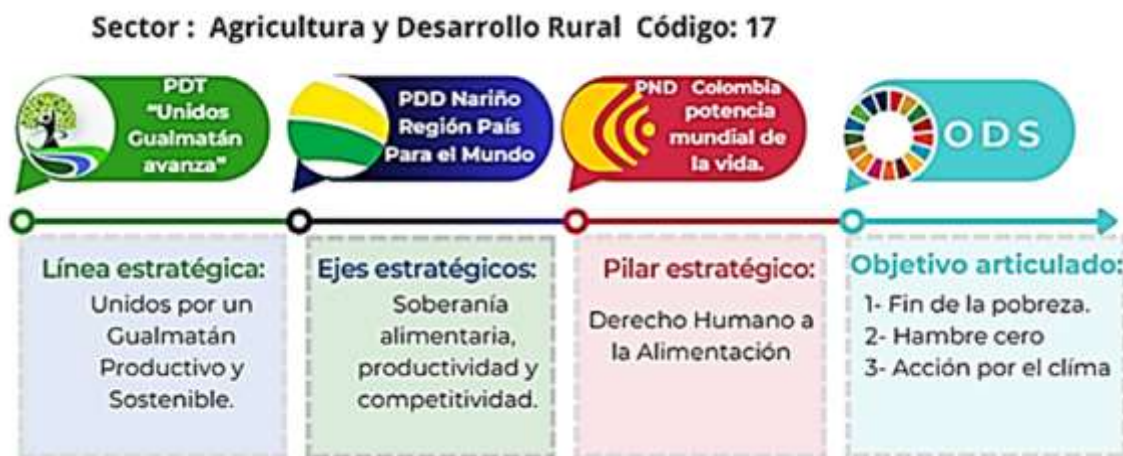 Sector : Agricultura y Desarrollo Rural Código: 17
PDT
"Unidos
Gualmatán
avanza"
PDD Nariño
Región País
Para el Mundo
PND Colombia
potencia
mundial de
la vida.
ODS
Línea estratégica:
Unidos por un
Gualmatán
Productivo y
Sostenible.
Ejes estratégicos:
Soberanía
alimentaria,
productividad y
competitividad.
Pilar estratégico:
Derecho Humano a
la Alimentación
Objetivo articulado:
1- Fin de la pobreza.
2- Hambre cero
3- Acción por el clíma